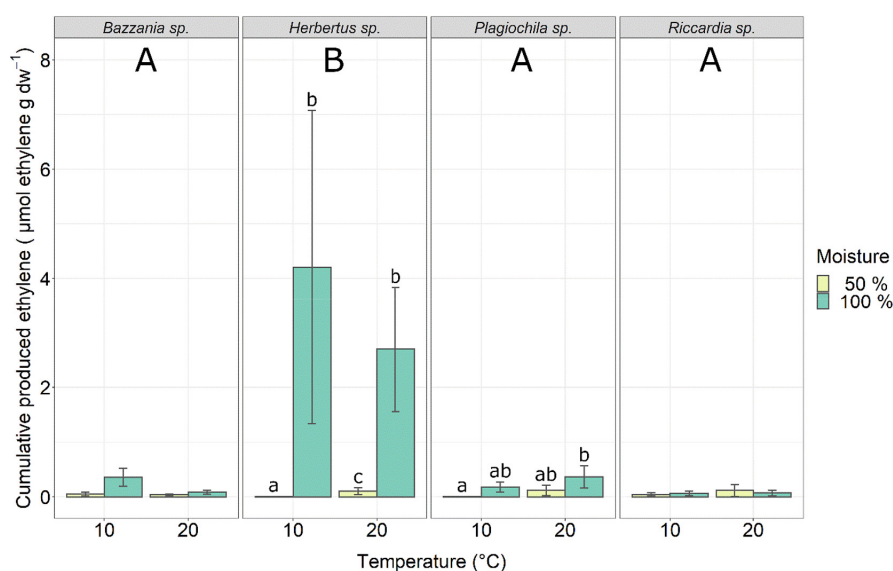 Bazzania sp. Herbertus sp. Plagiochila sp. Riccardia sp.
A B A A
8
6
4
2
0
b
b
a
c
a
ab
ab
b
10 20 10 20 10 20 10 20
Temperature (°C)
Cumulative produced ethylene ( μmol ethylene g dw⁻¹)
Moisture
50 %
100 %